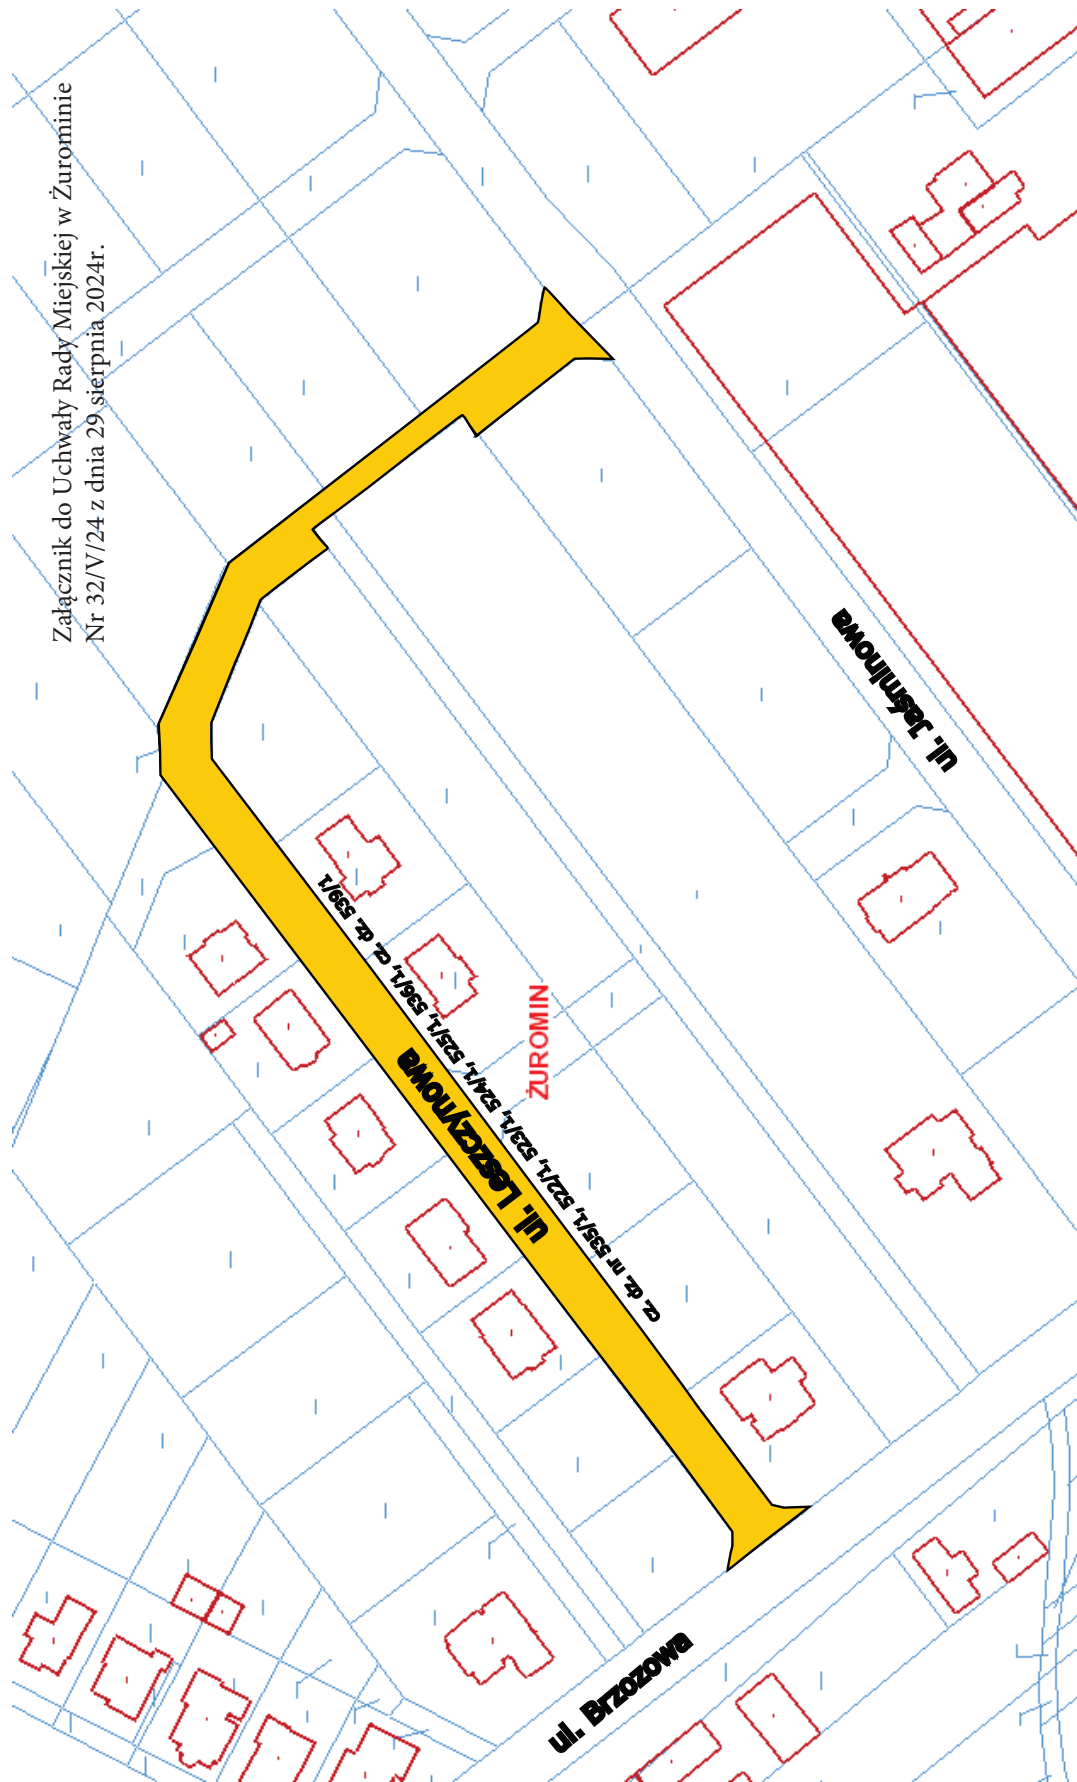 Załącznik do Uchwały Rady Miejskiej w Żurominie
Nr 32/V/24 z dnia 29 sierpnia 2024r.
ul. Jaśminowa
cz. dz. nr 535/1, 522/1, 523/1, 524/1, 525/1, 536/1, cz. dz. 539/1
ul. Leszczynowa
ŻUROMIN
ul. Brzozowa